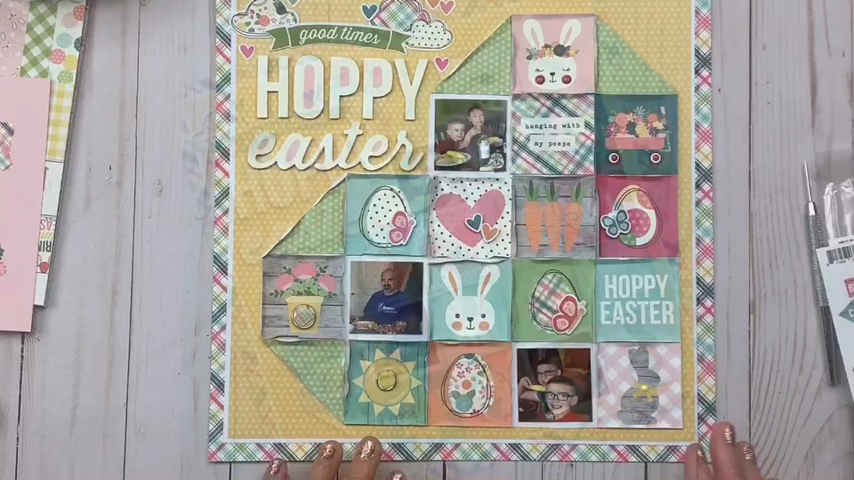 good times
HOPPY
easter
hanging with
my peeps
HOPPY
EASTER